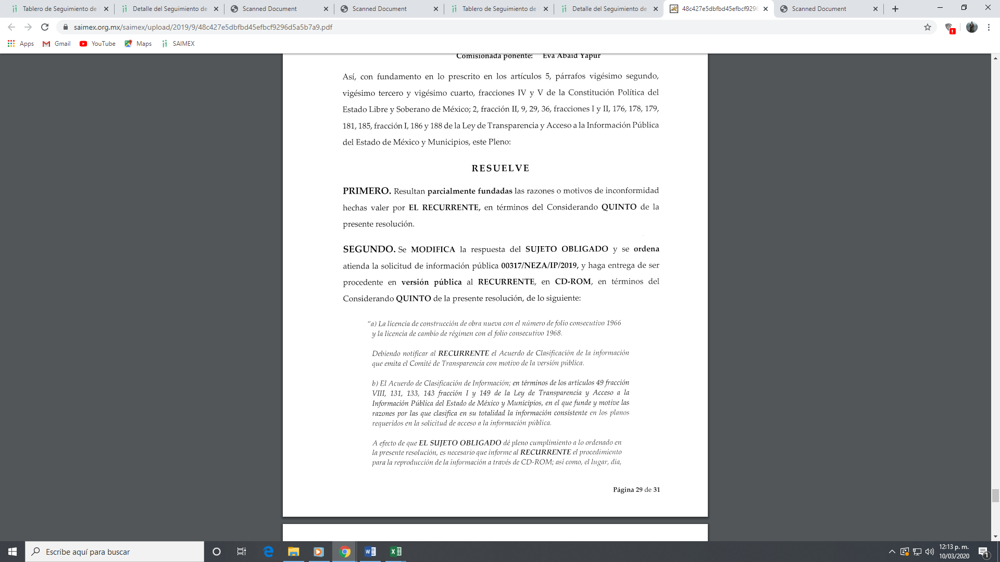 Tablero de Seguimiento de
Detalle del Seguimiento de
Scanned Document
Scanned Document
Tablero de Seguimiento de
Detalle del Seguimiento de
48c427e5dbfbd45efbcf9296
Scanned Document
saimex.org.mx/saimex/upload/2019/9/48c427e5dbfbd45efbcf9296d5a5b7a9.pdf
Apps Gmail YouTube Maps SAIMEX
Comisionada ponente: Eva Abaid Yapur
Así, con fundamento en lo prescrito en los artículos 5, párrafos vigésimo segundo,
vigésimo tercero y vigésimo cuarto, fracciones IV y V de la Constitución Política del
Estado Libre y Soberano de México; 2, fracción II, 9, 29, 36, fracciones I y II, 176, 178, 179,
181, 185, fracción I, 186 y 188 de la Ley de Transparencia y Acceso a la Información Pública
del Estado de México y Municipios, este Pleno:
RESUELVE
PRIMERO. Resultan parcialmente fundadas las razones o motivos de inconformidad
hechas valer por EL RECURRENTE, en términos del Considerando QUINTO de la
presente resolución.
SEGUNDO. Se MODIFICA la respuesta del SUJETO OBLIGADO y se ordena
atienda la solicitud de información pública 00317/NEZA/IP/2019, y haga entrega de ser
procedente en versión pública al RECURRENTE, en CD-ROM, en términos del
Considerando QUINTO de la presente resolución, de lo siguiente:
“a) La licencia de construcción de obra nueva con el número de folio consecutivo 1966
y la licencia de cambio de régimen con el folio consecutivo 1968.
Debiendo notificar al RECURRENTE el Acuerdo de Clasificación de la información
que emita el Comité de Transparencia con motivo de la versión pública.
b) El Acuerdo de Clasificación de Información; en términos de los artículos 49 fracción
VIII, 131, 133, 143 fracción I y 149 de la Ley de Transparencia y Acceso a la
Información Pública del Estado de México y Municipios, en el que funde y motive las
razones por las que clasifica en su totalidad la información consistente en los planos
requeridos en la solicitud de acceso a la información pública.
A efecto de que EL SUJETO OBLIGADO dé pleno cumplimiento a lo ordenado en
la presente resolución, es necesario que informe al RECURRENTE el procedimiento
para la reproducción de la información a través de CD-ROM; así como, el lugar, día,
Página 29 de 31
Escribe aquí para buscar
12:13 p. m.
10/03/2020
1